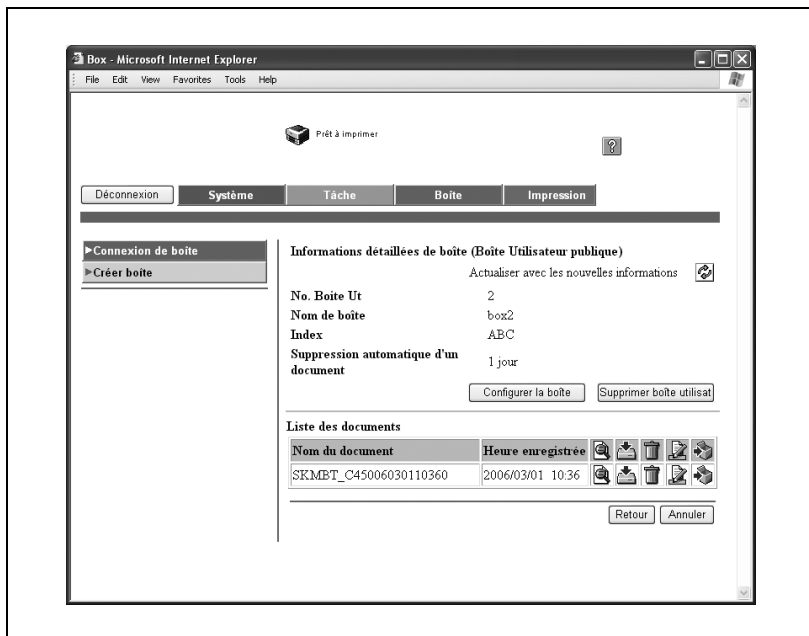 Box - Microsoft Internet Explorer
File Edit View Favorites Tools Help
Prêt à imprimer
?
Déconnexion Système Tâche Boîte Impression
Connexion de boîte
Créer boîte
Informations détaillées de boîte (Boîte Utilisateur publique)
Actualiser avec les nouvelles informations
No. Boîte Ut 2
Nom de boîte box2
Index ABC
Suppression automatique d'un document 1 jour
Configurer la boîte Supprimer boîte utilisat
Liste des documents
Nom du document Heure enregistrée
SKMBT_C45006030110360 2006/03/01 10:36
Retour Annuler